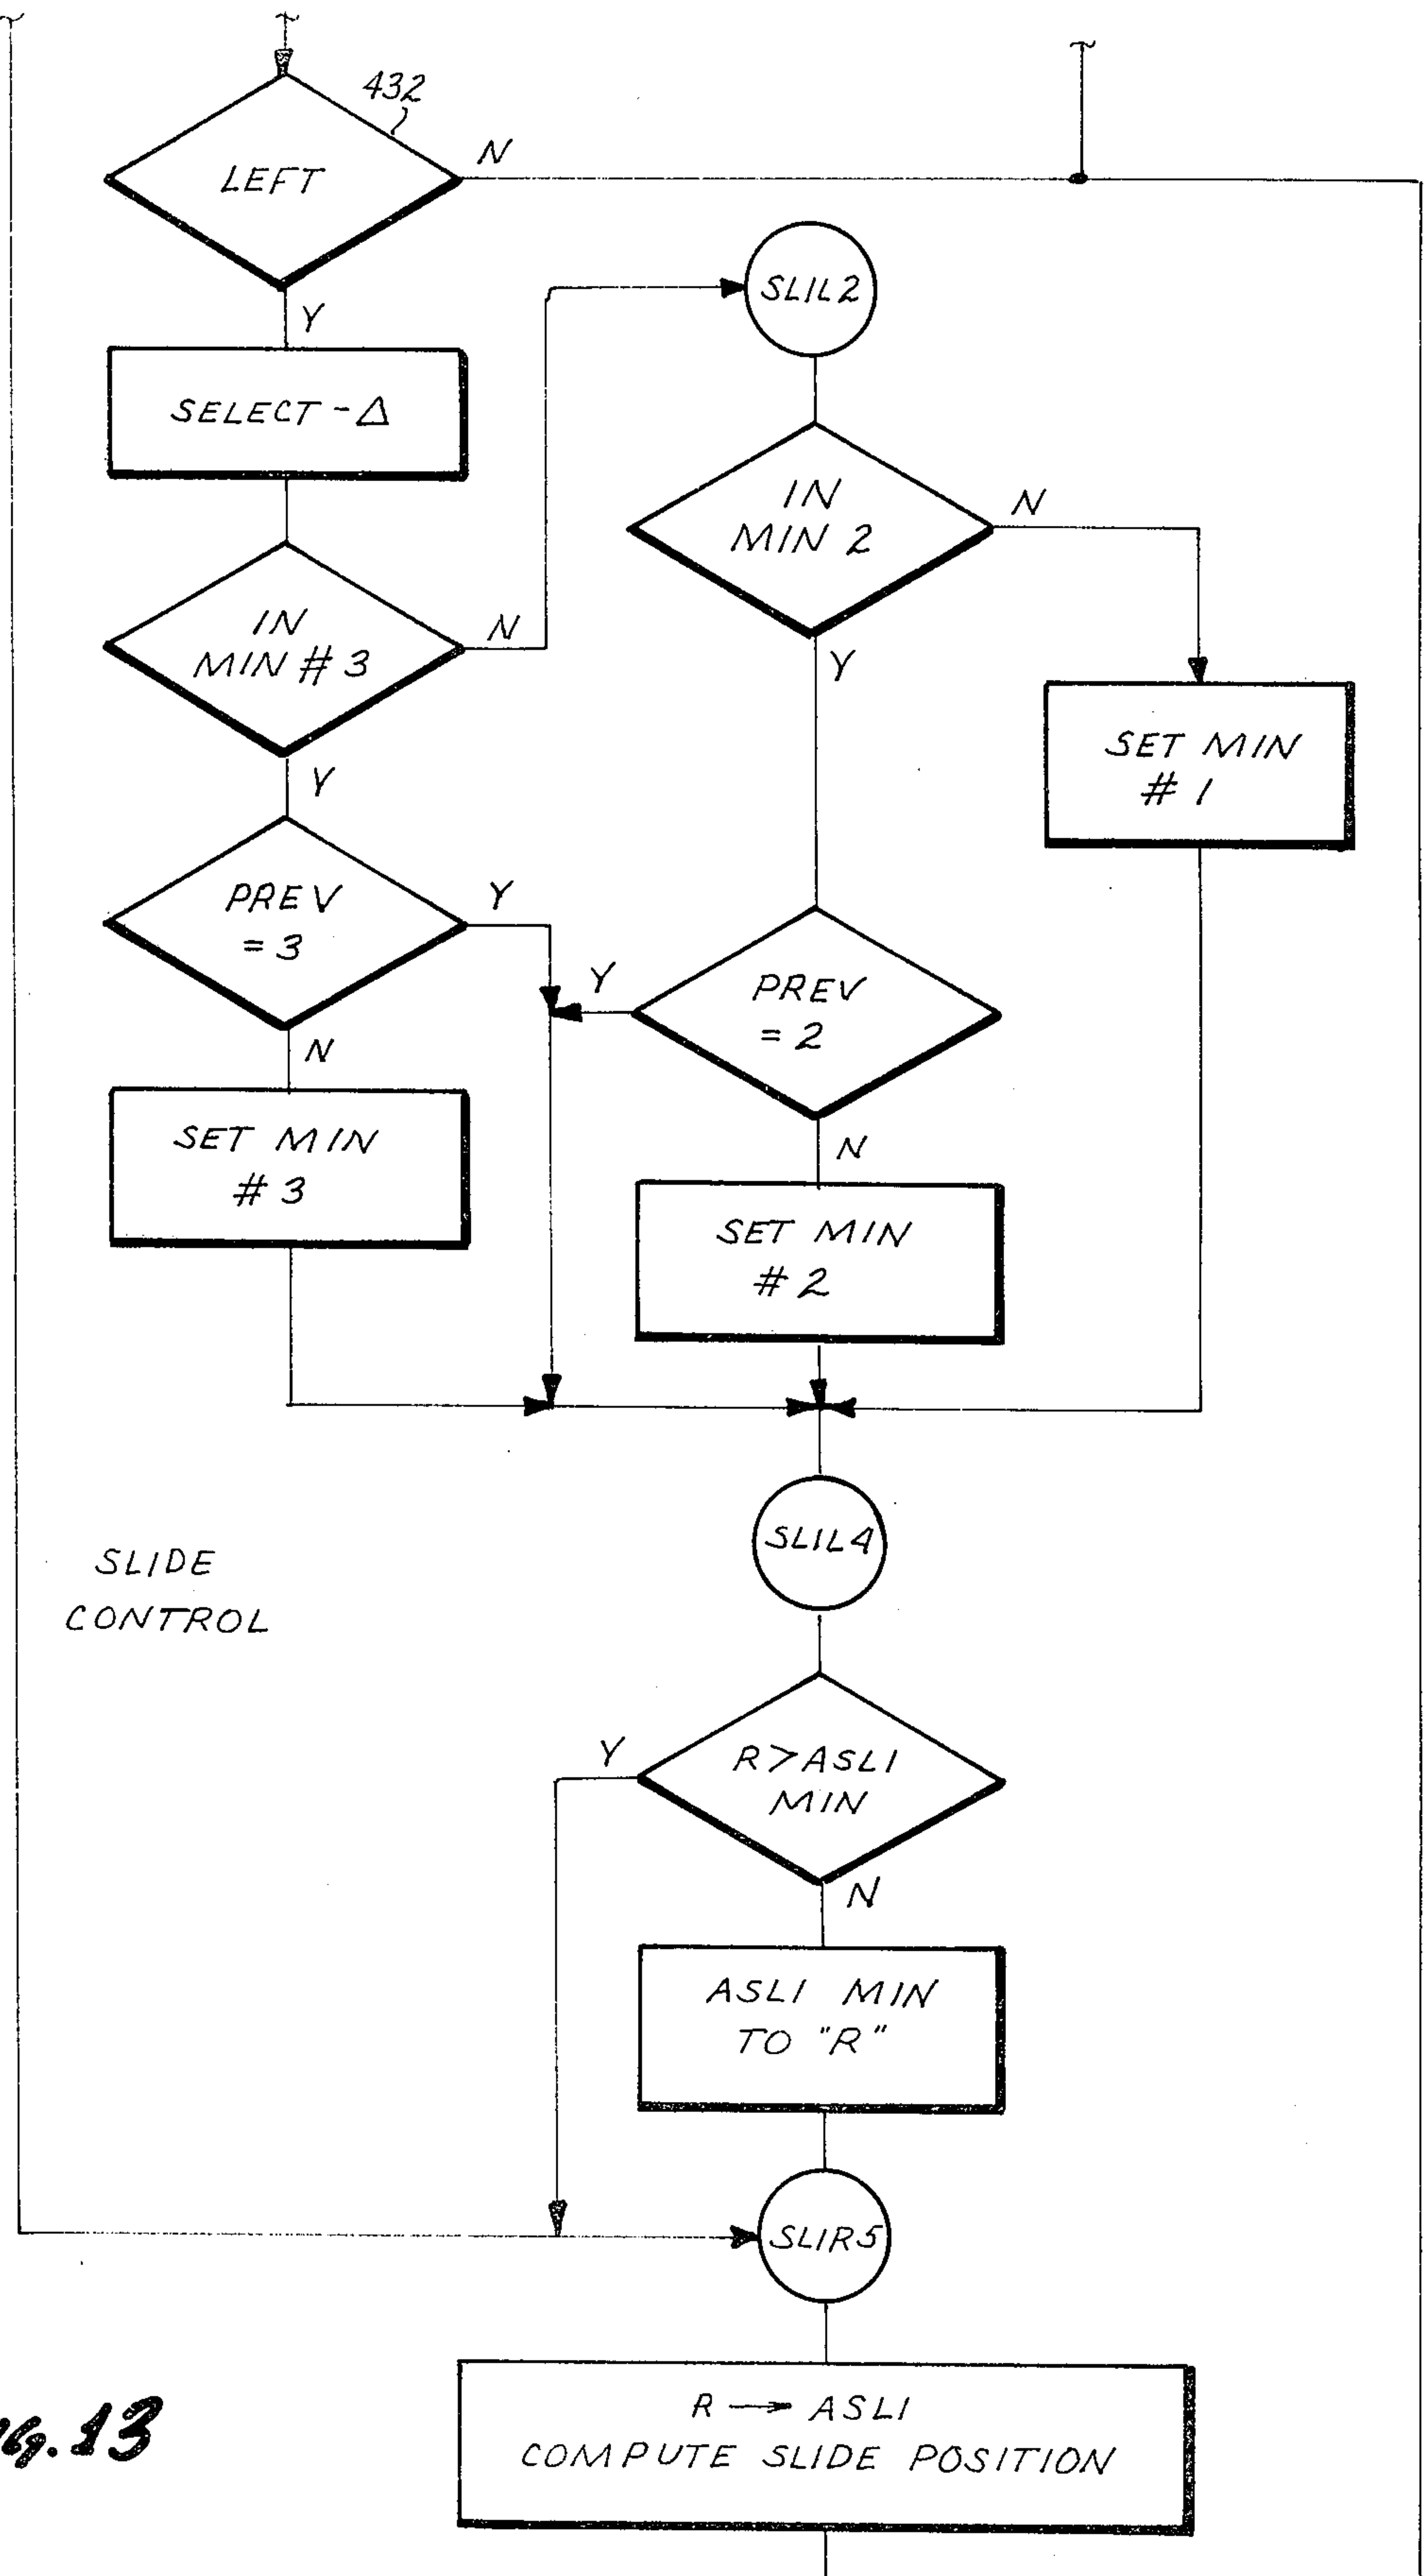 432
LEFT
N
Y
SELECT -Δ
IN
MIN # 3
N
Y
PREV
= 3
Y
N
SET MIN
# 3
SLIL2
IN
MIN 2
N
Y
SET MIN
# 1
PREV
= 2
Y
N
SET MIN
# 2
SLIL4
SLIDE
CONTROL
R>ASLI
MIN
Y
N
ASLI MIN
TO "R"
SLIR5
R → ASLI
COMPUTE SLIDE POSITION
13